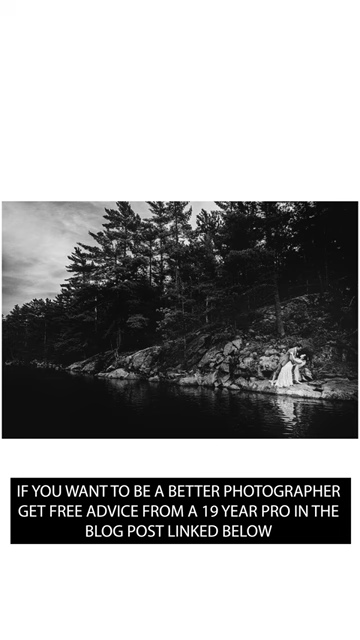 IF YOU WANT TO BE A BETTER PHOTOGRAPHER
GET FREE ADVICE FROM A 19 YEAR PRO IN THE
BLOG POST LINKED BELOW